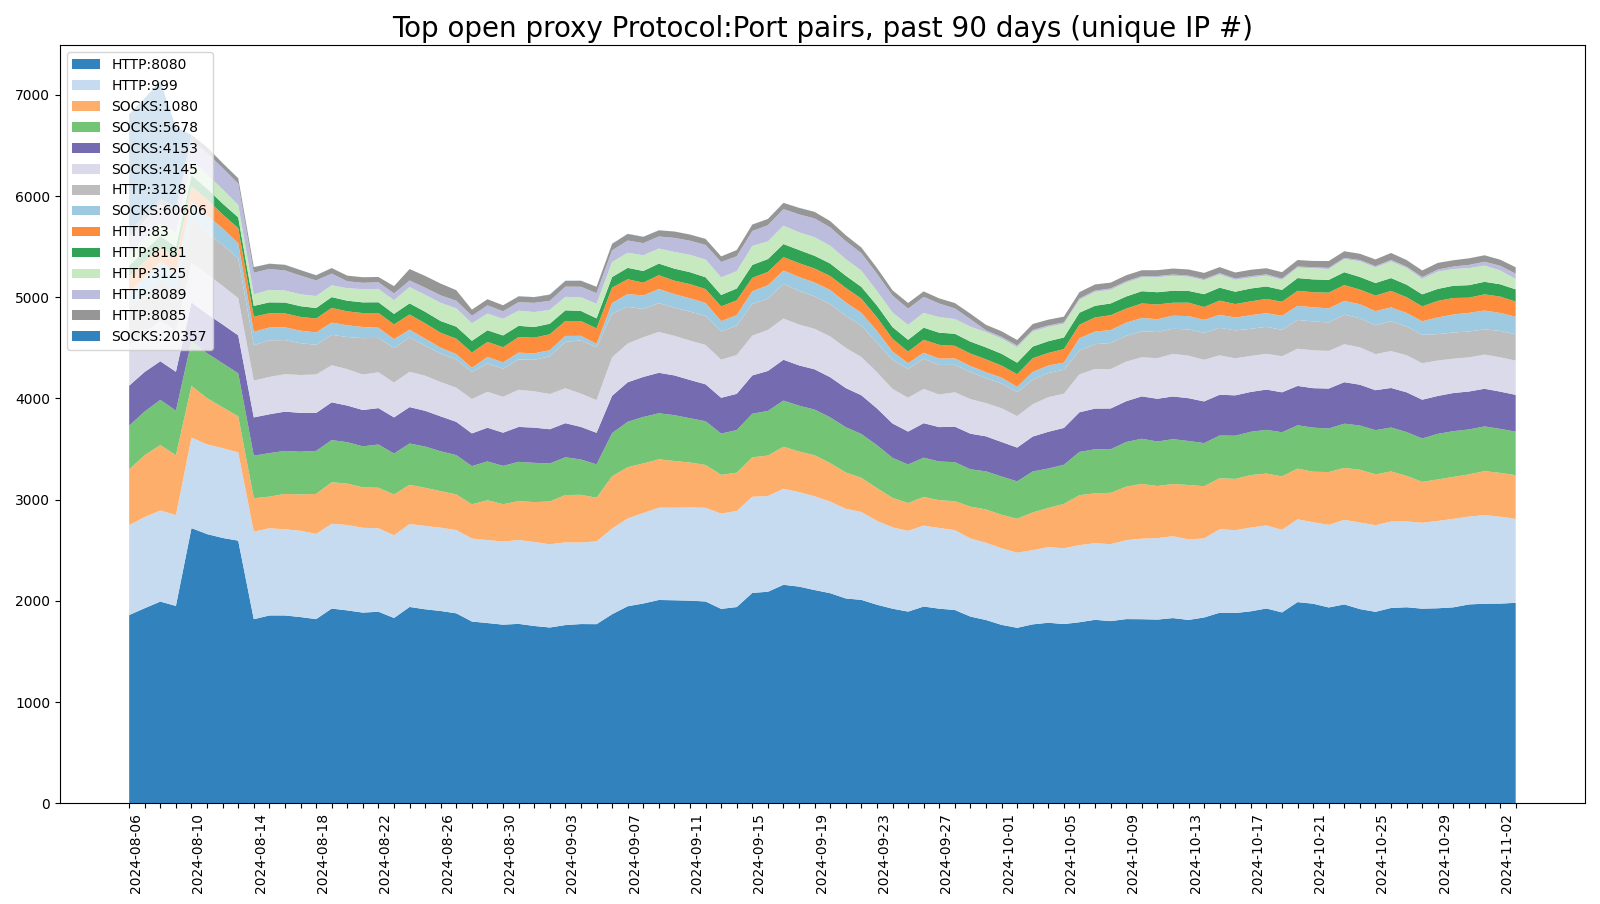 Top open proxy Protocol:Port pairs, past 90 days (unique IP #)
7000
6000
5000
4000
3000
2000
1000
0
HTTP:8080
HTTP:999
SOCKS:1080
SOCKS:5678
SOCKS:4153
SOCKS:4145
HTTP:3128
SOCKS:60606
HTTP:83
HTTP:8181
HTTP:3125
HTTP:8089
HTTP:8085
SOCKS:20357
2024-08-06
2024-08-10
2024-08-14
2024-08-18
2024-08-22
2024-08-26
2024-08-30
2024-09-03
2024-09-07
2024-09-11
2024-09-15
2024-09-19
2024-09-23
2024-09-27
2024-10-01
2024-10-05
2024-10-09
2024-10-13
2024-10-17
2024-10-21
2024-10-25
2024-10-29
2024-11-02